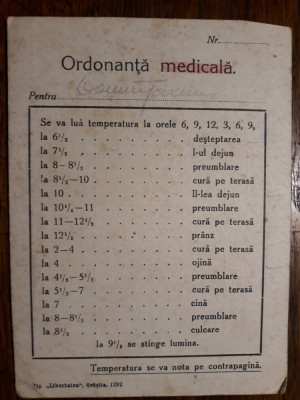 Nr.
Ordonanță medicală.
Pentru
Se va luà temperatura la orele 6, 9, 12, 3, 6, 9,
la 6¹/₂ . . . . . . . . . deșteptarea
la 7¹/₂ . . . . . . . . . I-ul dejun
la 8–8¹/₂ . . . . . . . . preumblare
la 8¹/₂—10 . . . . . . . cură pe terasă
la 10 . . . . . . . . . . II-lea dejun
la 10¹/₄—11 . . . . . . . preumblare
la 11—12¹/₂ . . . . . . . cură pe terasă
la 12¹/₂ . . . . . . . . prânz
la 2—4 . . . . . . . . . cură pe terasă
la 4 . . . . . . . . . . ojină
la 4¹/₂—5¹/₂ . . . . . . preumblare
la 5¹/₂—7 . . . . . . . cură pe terasă
la 7 . . . . . . . . . . cină
la 8—8¹/₂ . . . . . . . preumblare
la 8¹/₂ . . . . . . . . . culcare
la 9¹/₂ se stinge lumina.
Temperatura se va nota pe contrapagină.
Tip „Libertatea", Orăștie,